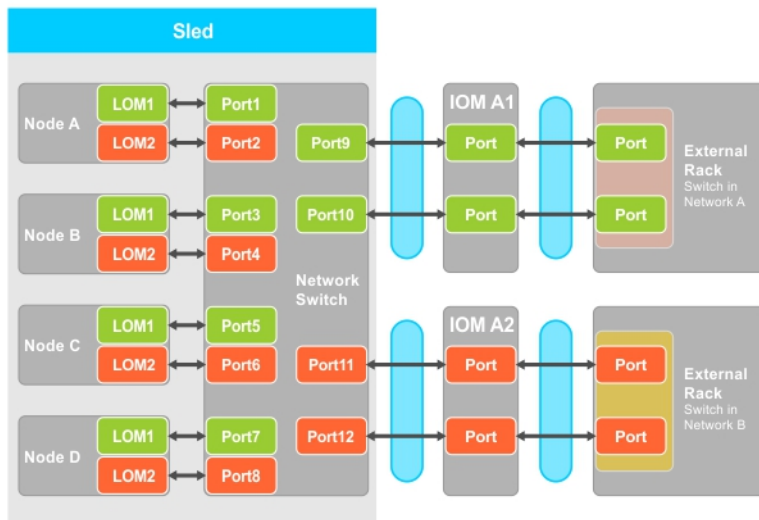 Sled
Node A
LOM1
LOM2
Port1
Port2
Node B
LOM1
LOM2
Port3
Port4
Node C
LOM1
LOM2
Port5
Port6
Node D
LOM1
LOM2
Port7
Port8
Port9
Port10
Network
Switch
Port11
Port12
IOM A1
Port
Port
IOM A2
Port
Port
Port
Port
External
Rack
Switch in
Network A
Port
Port
External
Rack
Switch in
Network B